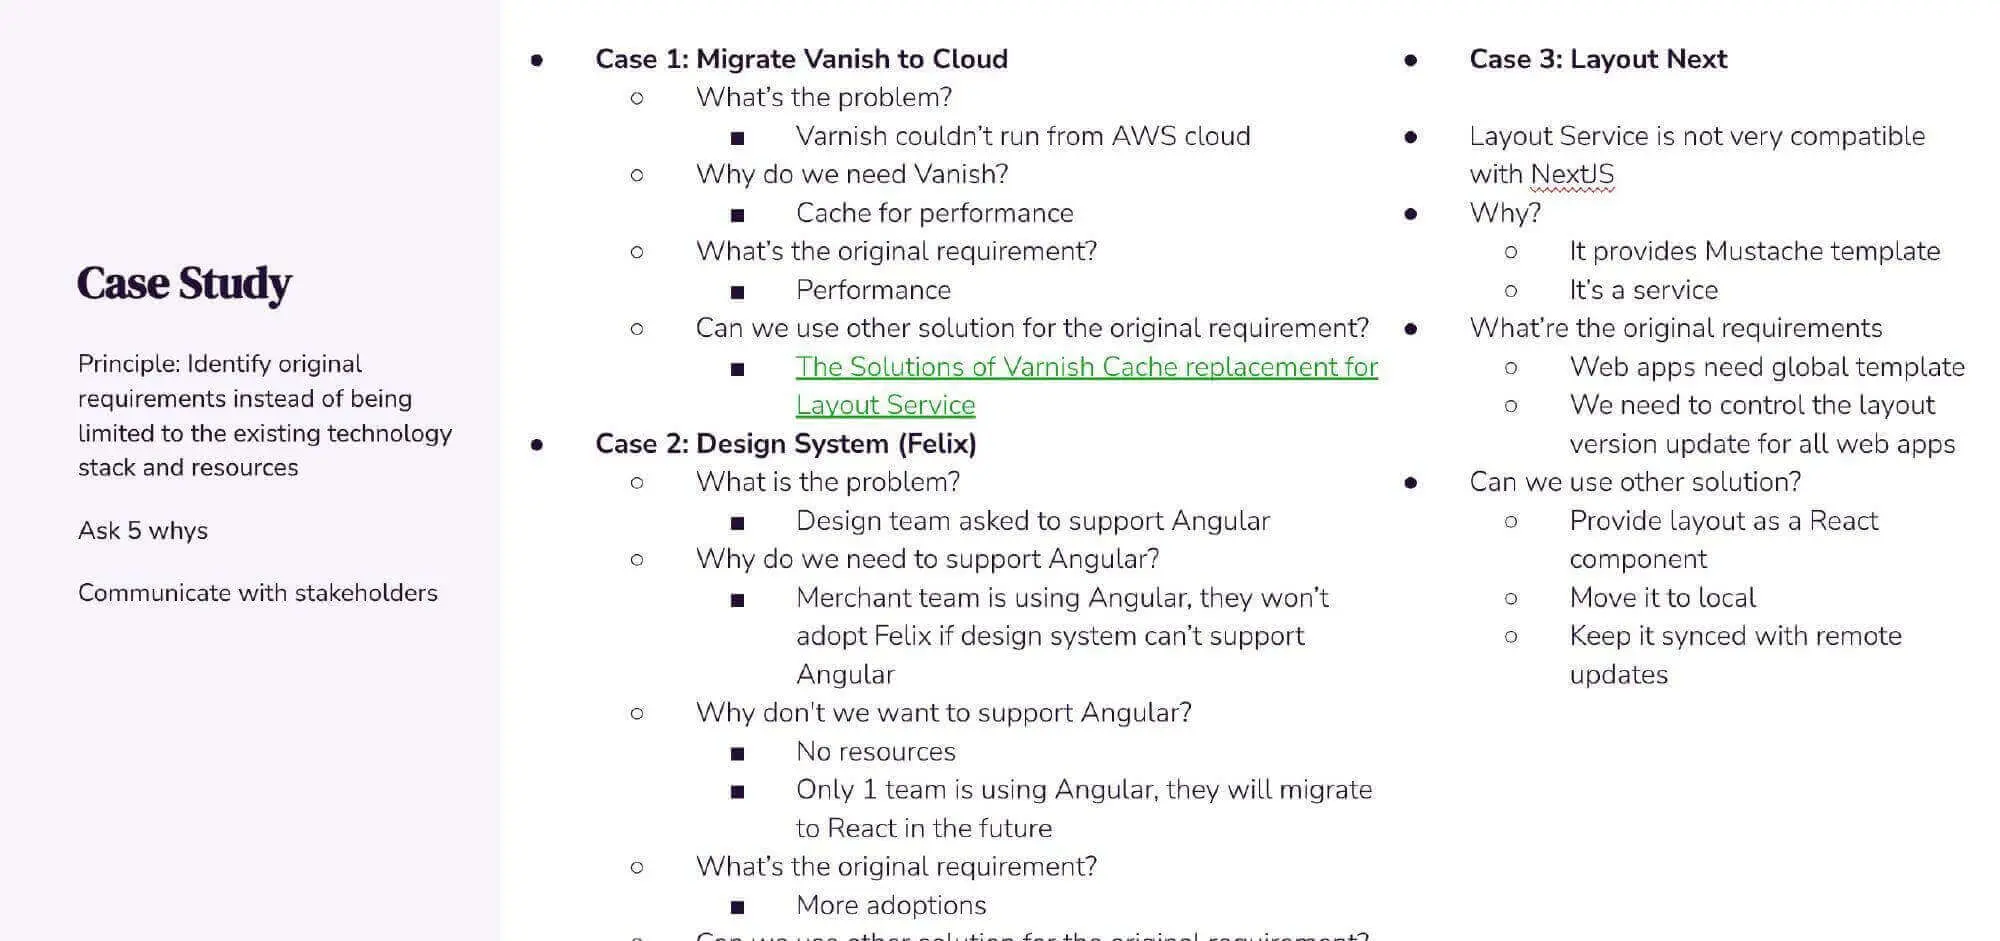 Case Study
Principle: Identify original
requirements instead of being
limited to the existing technology
stack and resources
Ask 5 whys
Communicate with stakeholders
Case 1: Migrate Vanish to Cloud
What's the problem?
Varnish couldn't run from AWS cloud
Why do we need Vanish?
Cache for performance
What's the original requirement?
Performance
Can we use other solution for the original requirement?
The Solutions of Varnish Cache replacement for
Layout Service
Case 2: Design System (Felix)
What is the problem?
Design team asked to support Angular
Why do we need to support Angular?
Merchant team is using Angular, they won't
adopt Felix if design system can't support
Angular
Why don't we want to support Angular?
No resources
Only 1 team is using Angular, they will migrate
to React in the future
What's the original requirement?
More adoptions
Can we use other solution for the original requirement?
Case 3: Layout Next
Layout Service is not very compatible
with NextJS
Why?
It provides Mustache template
It's a service
What're the original requirements
Web apps need global template
We need to control the layout
version update for all web apps
Can we use other solution?
Provide layout as a React
component
Move it to local
Keep it synced with remote
updates